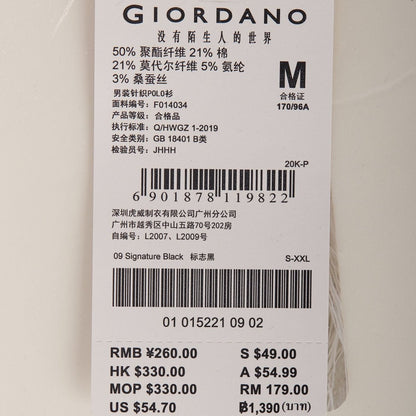 GIORDANO
没有陌生人的世界
50% 聚酯纤维 21% 棉
21% 莫代尔纤维 5% 氨纶
3% 桑蚕丝
M
男装针织POLO衫
合格证
面料编号: F014034
170/96A
产品等级: 合格品
执行标准: Q/HWGZ 1-2019
安全类别: GB 18401 B类
检验员号: JHHH
20K-P
6 901878 119822
深圳虎威制衣有限公司广州分公司
广州市越秀区中山五路70号202房
自编号: L2007、L2009号
09 Signature Black 标志黑 S-XXL
01 015221 09 02
RMB ¥260.00 S $49.00
HK $330.00 A $54.99
MOP $330.00 RM 179.00
US $54.70 ฿1,390 (บาท)